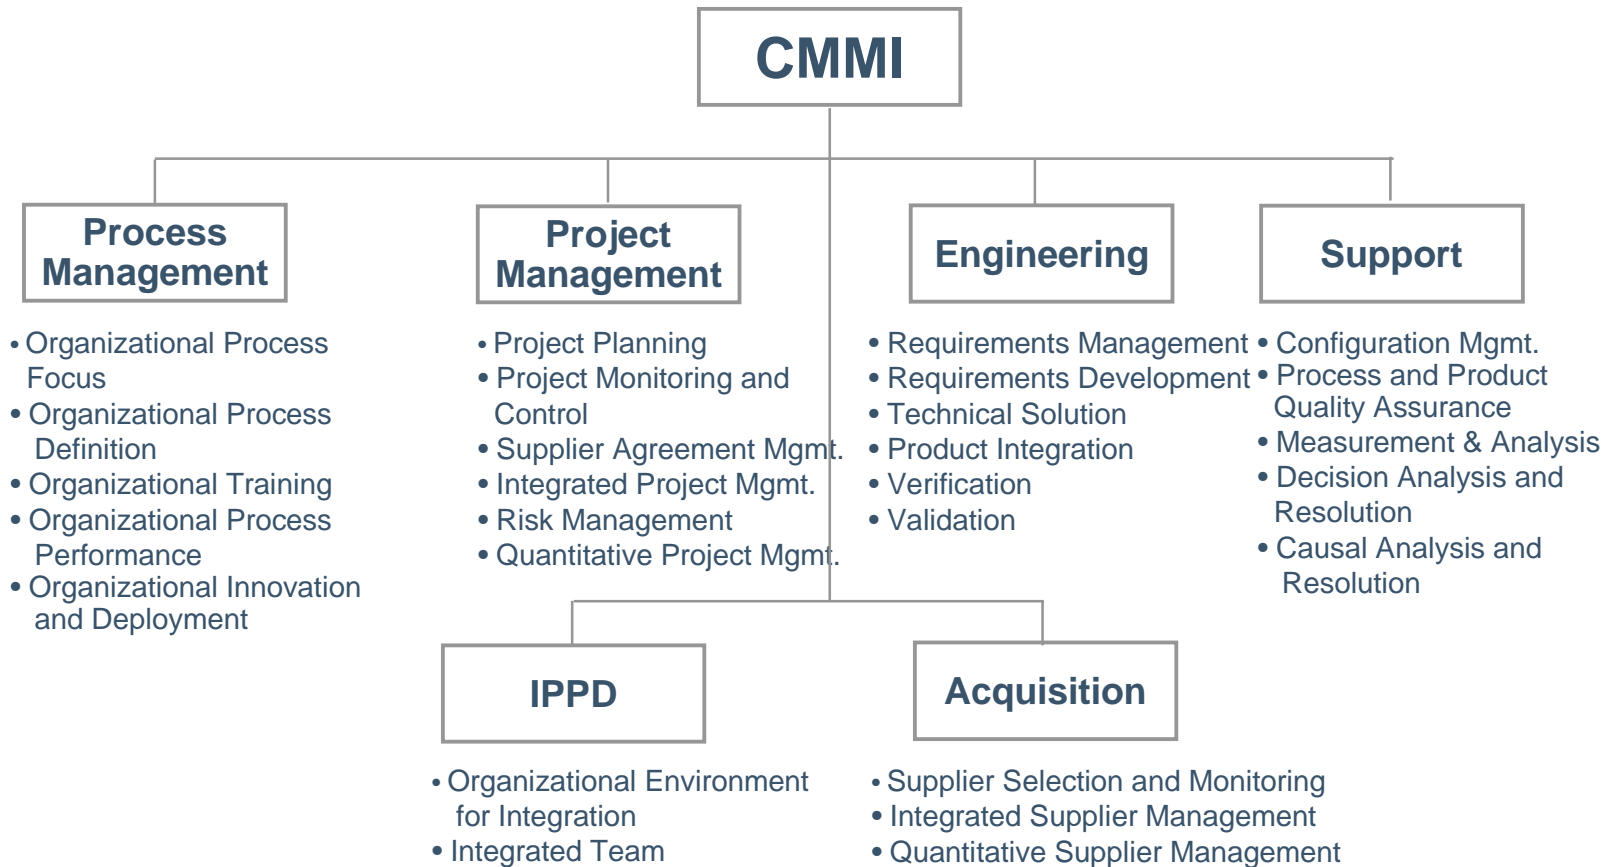 CMMI
Process
Management
• Organizational Process
Focus
• Organizational Process
Definition
• Organizational Training
• Organizational Process
Performance
• Organizational Innovation
and Deployment
Project
Management
• Project Planning
• Project Monitoring and
Control
• Supplier Agreement Mgmt.
• Integrated Project Mgmt.
• Risk Management
• Quantitative Project Mgmt.
Engineering
• Requirements Management
• Requirements Development
• Technical Solution
• Product Integration
• Verification
• Validation
Support
• Configuration Mgmt.
• Process and Product
Quality Assurance
• Measurement & Analysis
• Decision Analysis and
Resolution
• Causal Analysis and
Resolution
IPPD
• Organizational Environment
for Integration
• Integrated Team
Acquisition
• Supplier Selection and Monitoring
• Integrated Supplier Management
• Quantitative Supplier Management